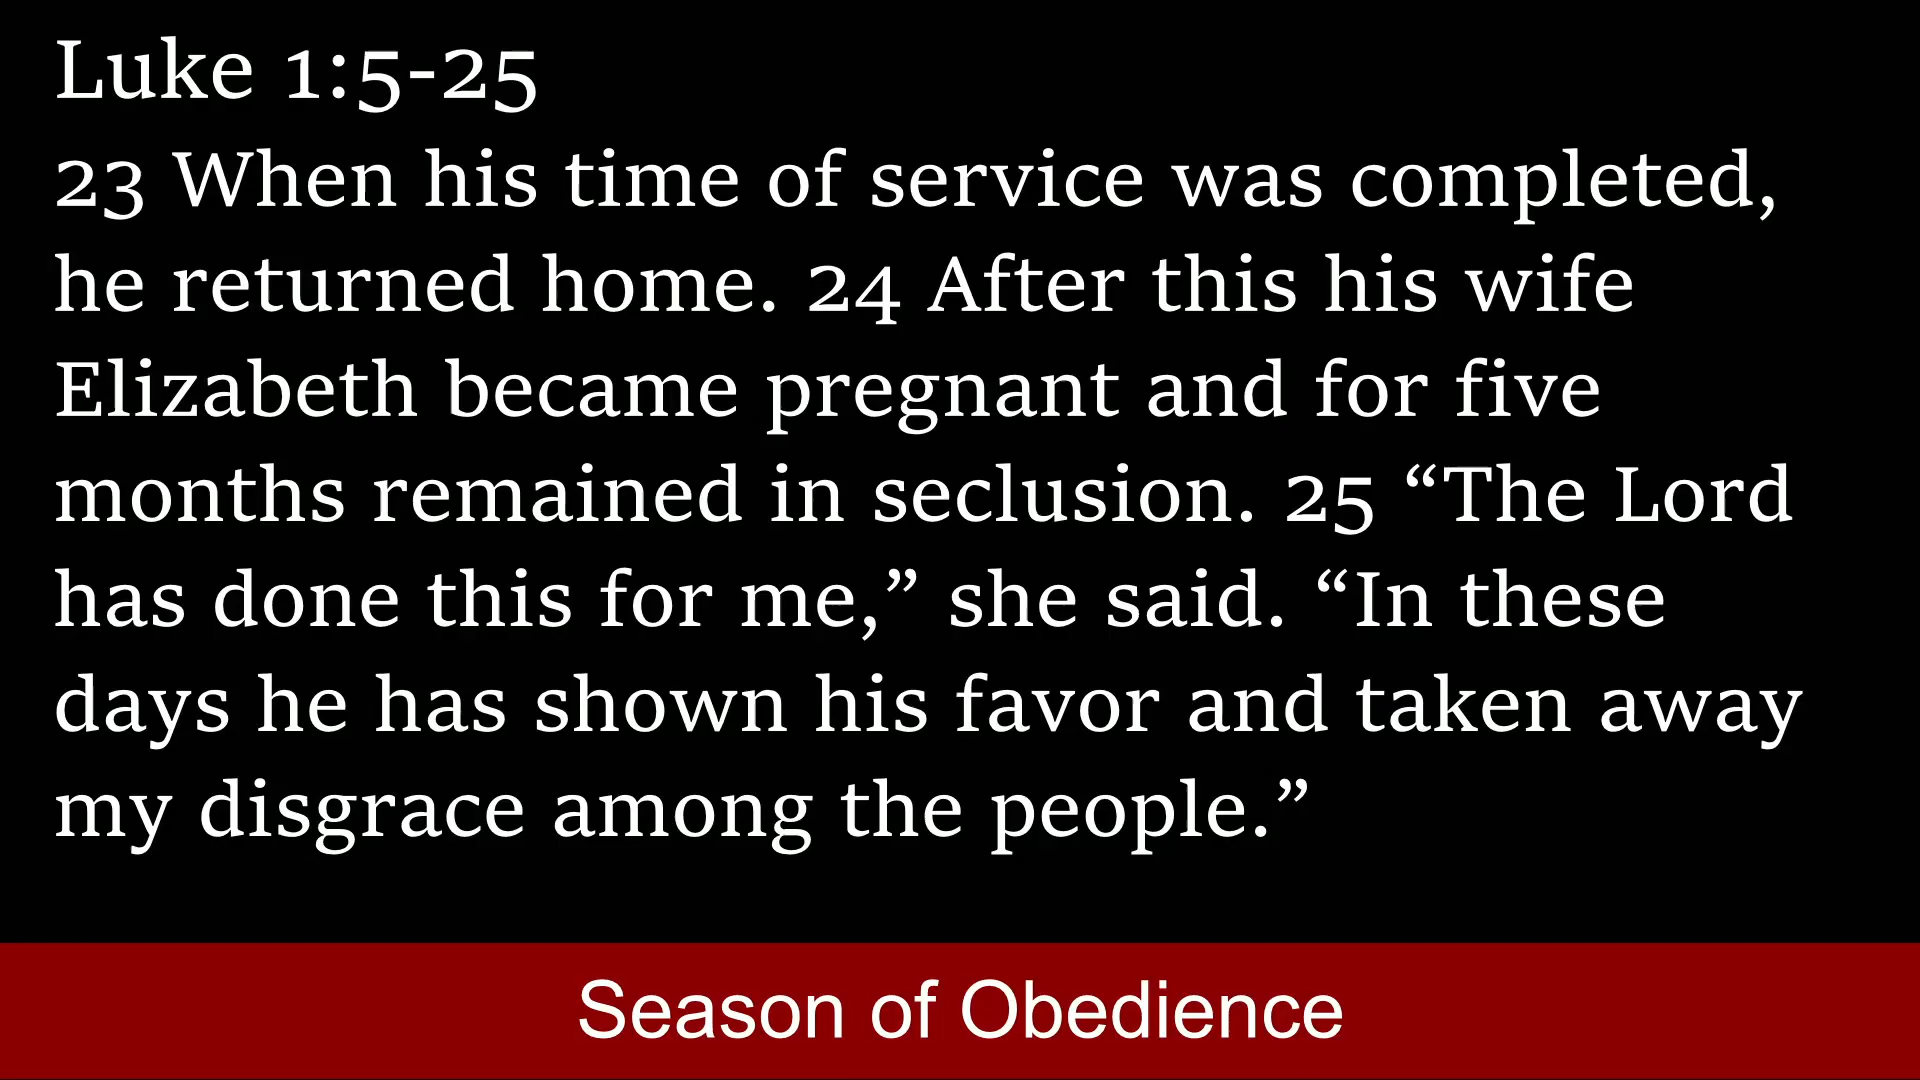 Luke 1:5-25
23 When his time of service was completed,
he returned home. 24 After this his wife
Elizabeth became pregnant and for five
months remained in seclusion. 25 “The Lord
has done this for me,” she said. “In these
days he has shown his favor and taken away
my disgrace among the people.”
Season of Obedience